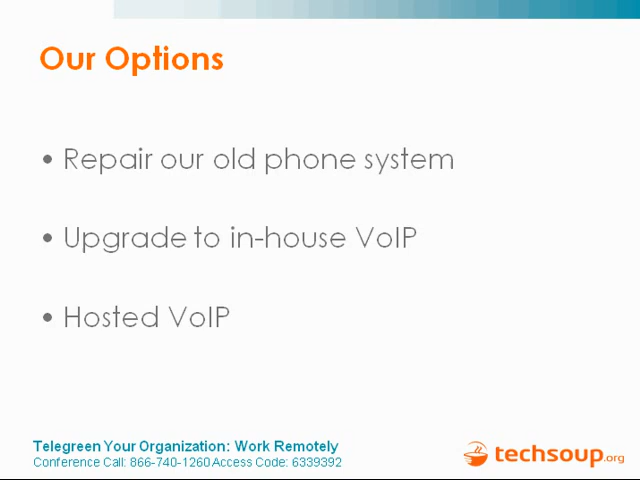 Our Options
• Repair our old phone system
• Upgrade to in-house VoIP
• Hosted VoIP
Telegreen Your Organization: Work Remotely
Conference Call: 866-740-1260 Access Code: 6339392
techsoup.org